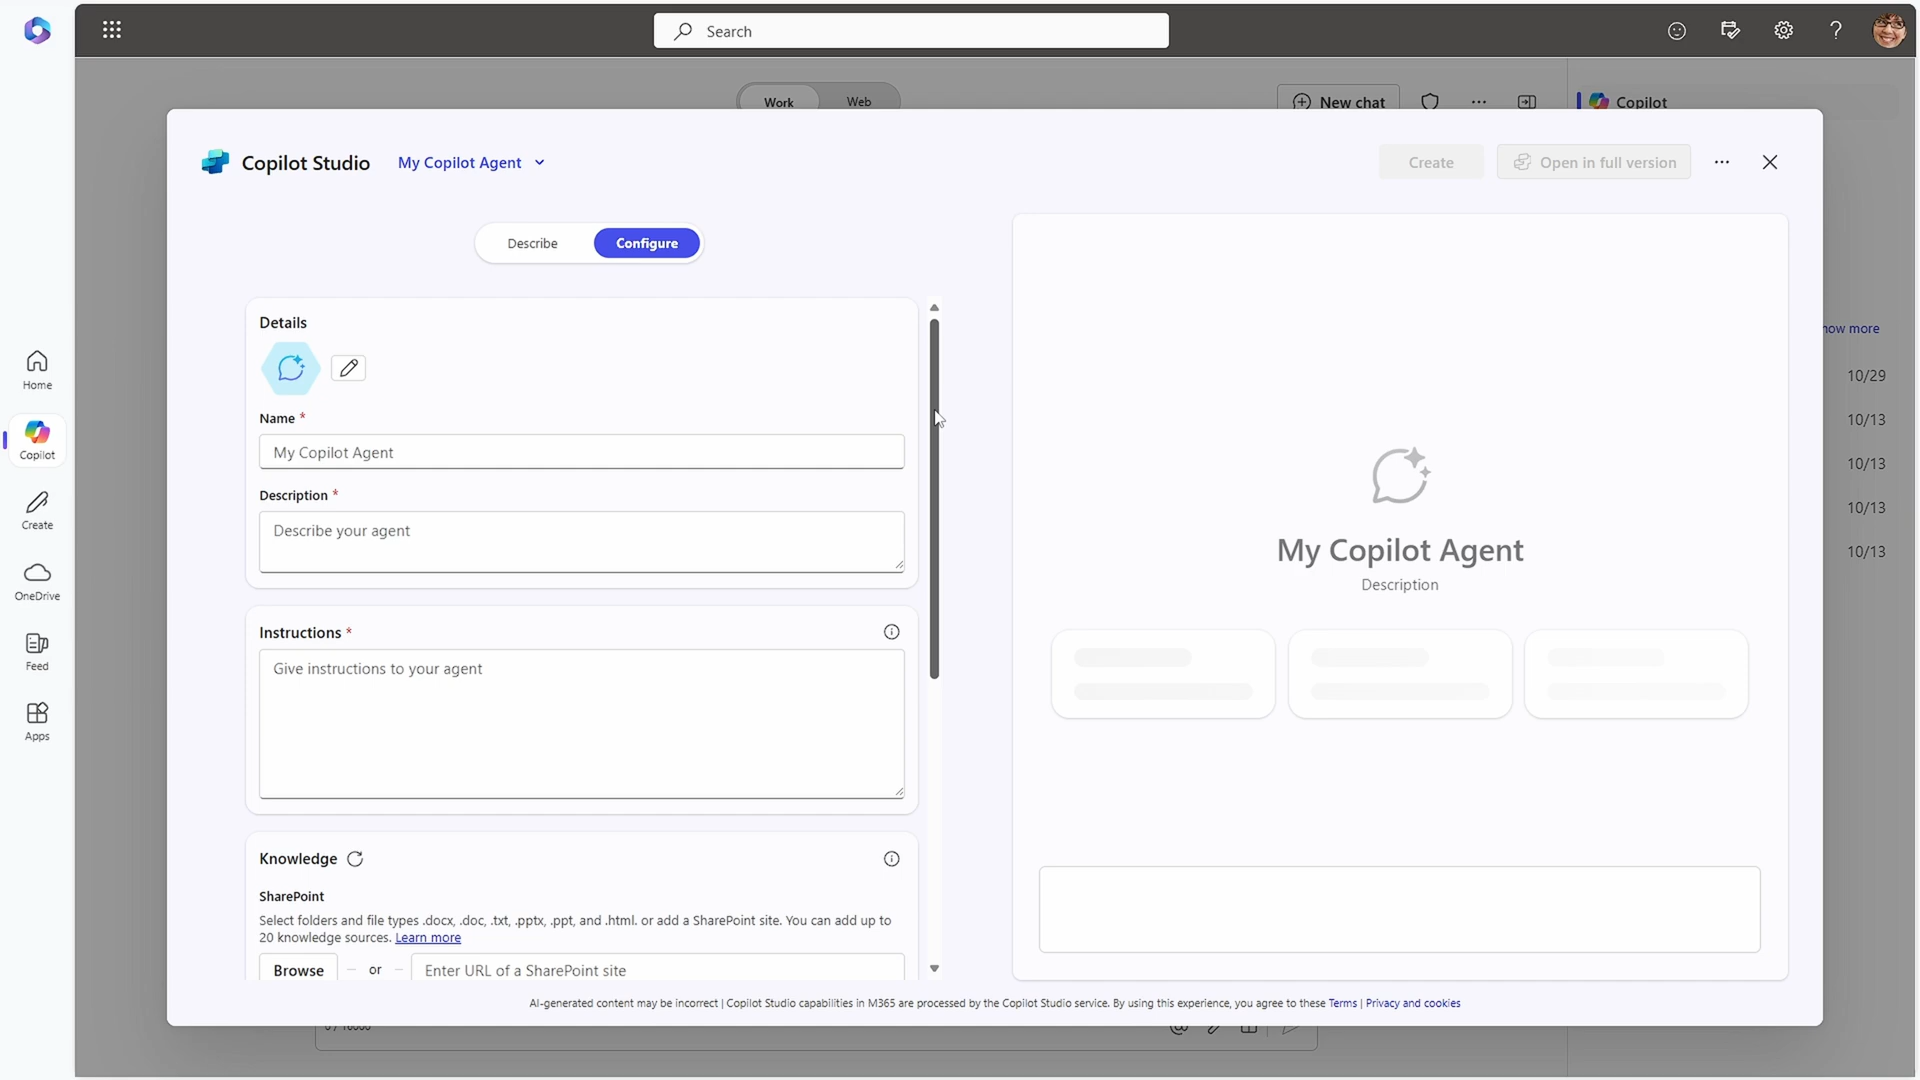 Search
Work
Web
New chat
Copilot
Copilot Studio
My Copilot Agent
Create
Open in full version
Describe
Configure
Details
Name *
My Copilot Agent
Description *
Describe your agent
Instructions *
Give instructions to your agent
Knowledge
SharePoint
Select folders and file types .docx, .doc, .txt, .pptx, .ppt, and .html. or add a SharePoint site. You can add up to
20 knowledge sources. Learn more
Browse
or
Enter URL of a SharePoint site
My Copilot Agent
Description
AI-generated content may be incorrect | Copilot Studio capabilities in M365 are processed by the Copilot Studio service. By using this experience, you agree to these Terms | Privacy and cookies
Home
Copilot
Create
OneDrive
Feed
Apps
more
10/29
10/13
10/13
10/13
10/13